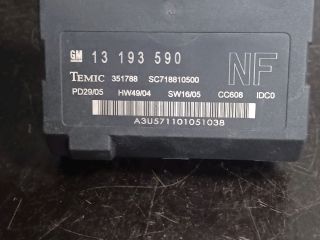 GM 13 193 590
TEMIC 351788 SC718810500 NF
PD29/05 HW49/04 SW16/05 CC608 IDC0
A3U571101051038